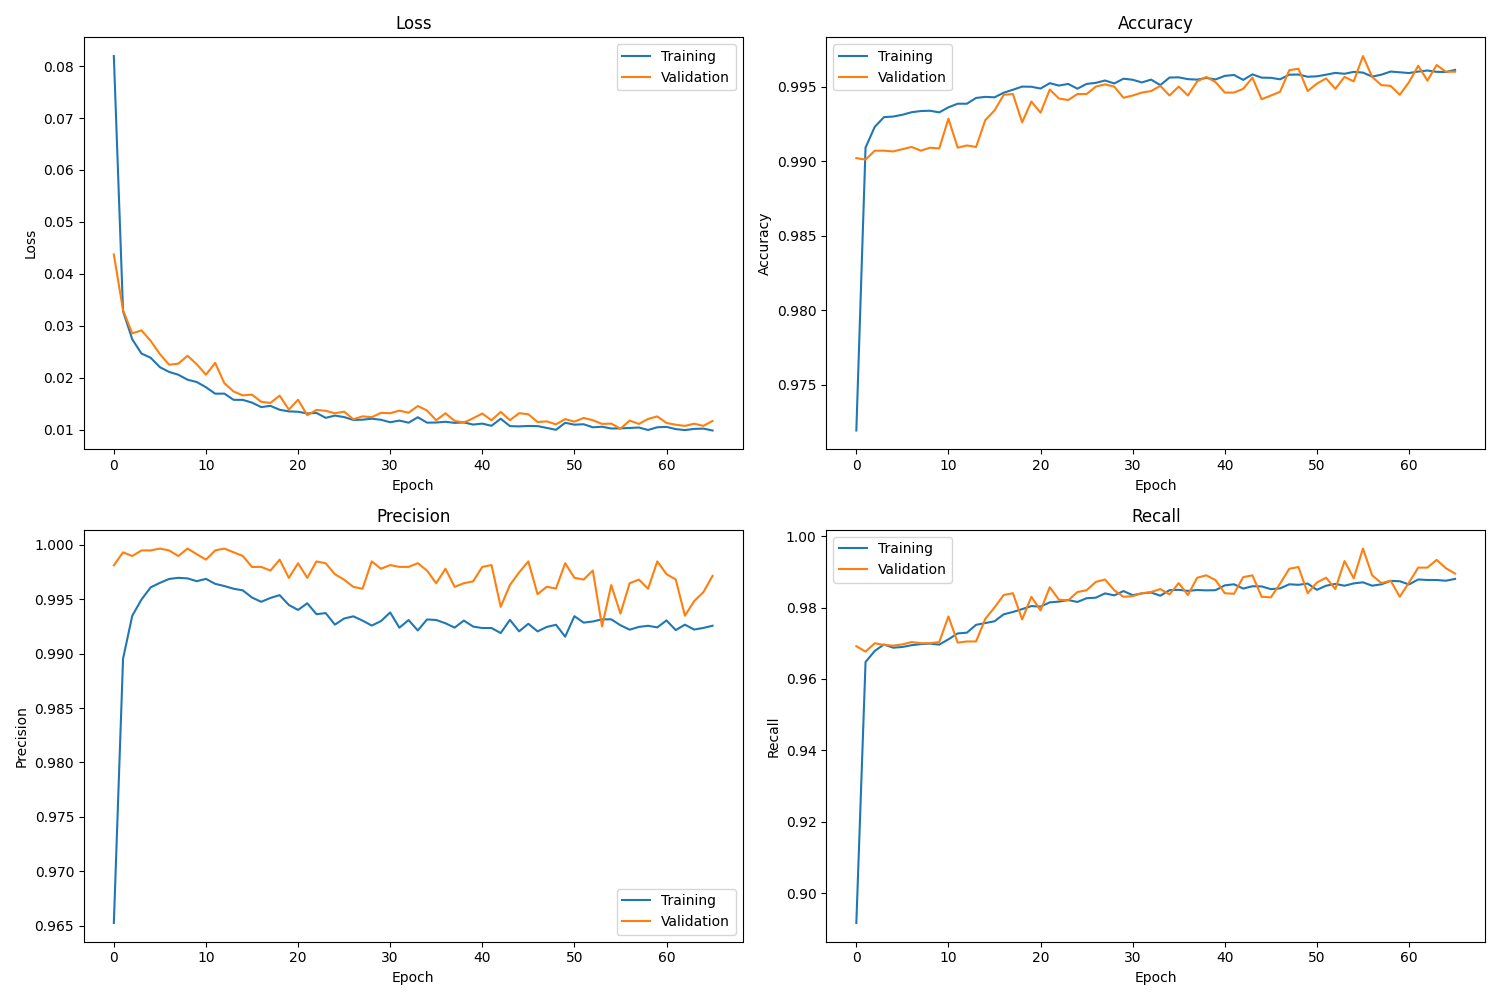 Loss
Training
Validation
0.08
0.07
0.06
0.05
0.04
0.03
0.02
0.01
Loss
0 10 20 30 40 50 60
Epoch
Accuracy
Training
Validation
0.995
0.990
0.985
0.980
0.975
Accuracy
0 10 20 30 40 50 60
Epoch
Precision
1.000
0.995
0.990
0.985
0.980
0.975
0.970
0.965
Precision
Training
Validation
0 10 20 30 40 50 60
Epoch
Recall
Training
Validation
1.00
0.98
0.96
0.94
0.92
0.90
Recall
0 10 20 30 40 50 60
Epoch